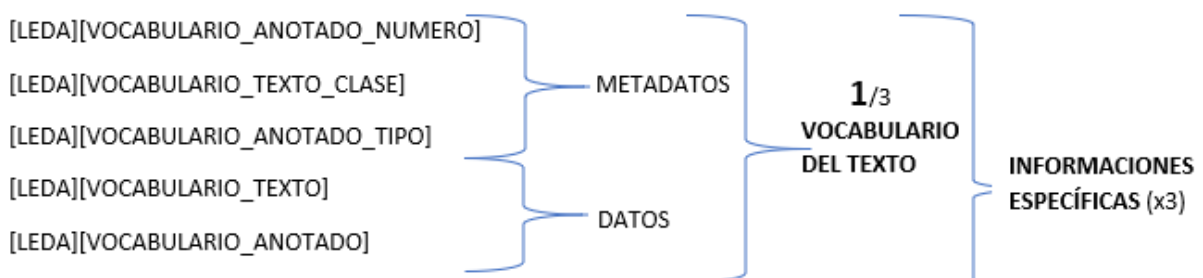 [LEDA][VOCABULARIO_ANOTADO_NUMERO]
[LEDA][VOCABULARIO_TEXTO_CLASE]
[LEDA][VOCABULARIO_ANOTADO_TIPO]
[LEDA][VOCABULARIO_TEXTO]
[LEDA][VOCABULARIO_ANOTADO]
METADATOS
DATOS
1/3
VOCABULARIO
DEL TEXTO
INFORMACIONES
ESPECÍFICAS (x3)